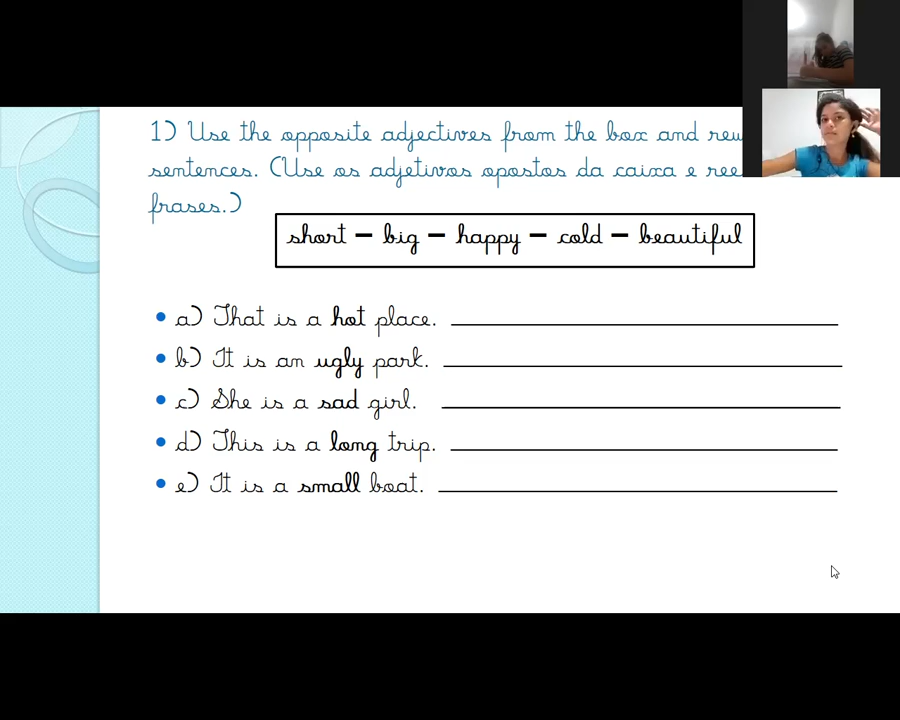 1) Use the opposite adjectives from the box and
sentences. (Use os adjetivos opostos da caixa e
frases.)
short – big – happy – cold – beautiful
a) That is a hot place.
b) It is an ugly park.
c) She is a sad girl.
d) This is a long trip.
e) It is a small boat.